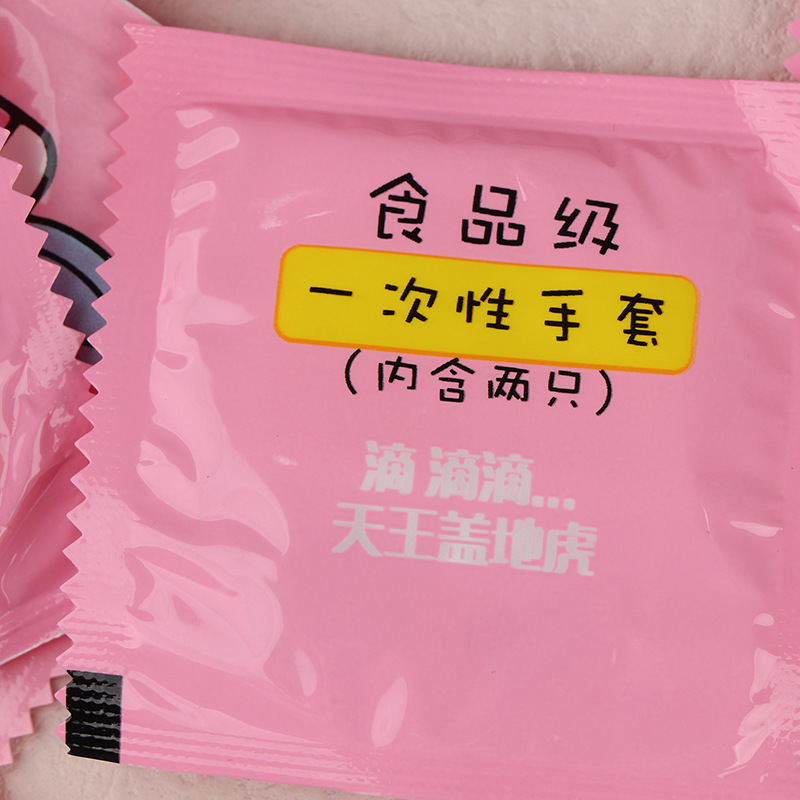 食品级
一次性手套
(内含两只)
滴滴滴...
天王盖地虎